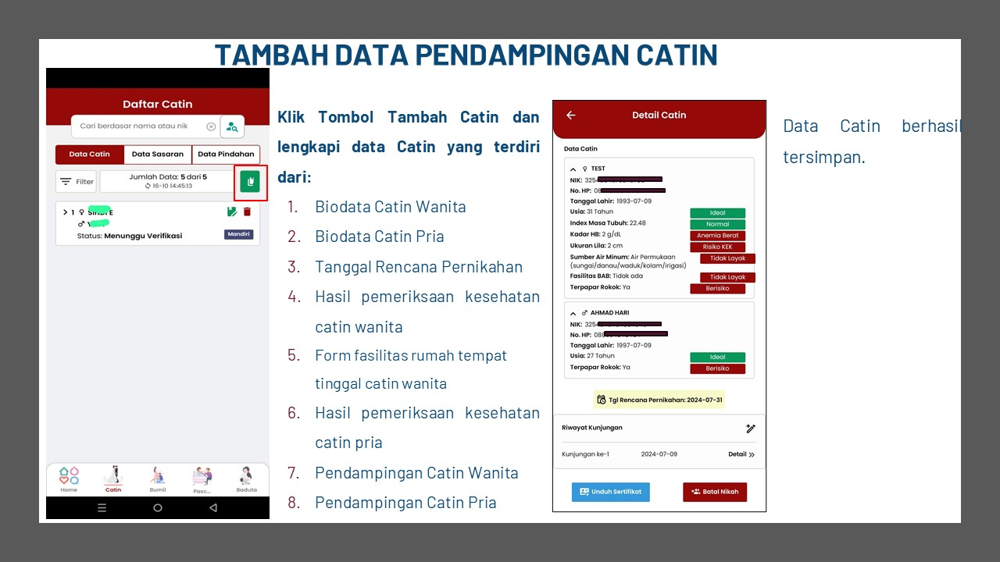 TAMBAH DATA PENDAMPINGAN CATIN
Daftar Catin
Cari berdasar nama atau nik
Data Catin
Data Sasaran
Data Pindahan
Filter
Jumlah Data: 5 dari 5
16-10 14:45:13
1
Status: Menunggu Verifikasi
Mandiri
Home
Catin
Bumil
Pasc...
Baduta
Klik Tombol Tambah Catin dan
lengkapi data Catin yang terdiri
dari:
1. Biodata Catin Wanita
2. Biodata Catin Pria
3. Tanggal Rencana Pernikahan
4. Hasil pemeriksaan kesehatan
catin wanita
5. Form fasilitas rumah tempat
tinggal catin wanita
6. Hasil pemeriksaan kesehatan
catin pria
7. Pendampingan Catin Wanita
8. Pendampingan Catin Pria
Detail Catin
Data Catin
TEST
NIK: 325
No. HP: 08
Tanggal Lahir: 1993-07-09
Usia: 31 Tahun Ideal
Index Masa Tubuh: 22.48 Normal
Kadar HB: 2 g/dL Anemia Berat
Ukuran Lila: 2 cm Risiko KEK
Sumber Air Minum: Air Permukaan Tidak Layak
(sungai/danau/waduk/kolam/irigasi)
Fasilitas BAB: Tidak ada Tidak Layak
Terpapar Rokok: Ya Berisiko
AHMAD HARI
NIK: 325
No. HP: 08
Tanggal Lahir: 1997-07-09
Usia: 27 Tahun Ideal
Terpapar Rokok: Ya Berisiko
Tgl Rencana Pernikahan: 2024-07-31
Riwayat Kunjungan
Kunjungan ke-1 2024-07-09 Detail
Unduh Sertifikat
Batal Nikah
Data Catin berhasil
tersimpan.